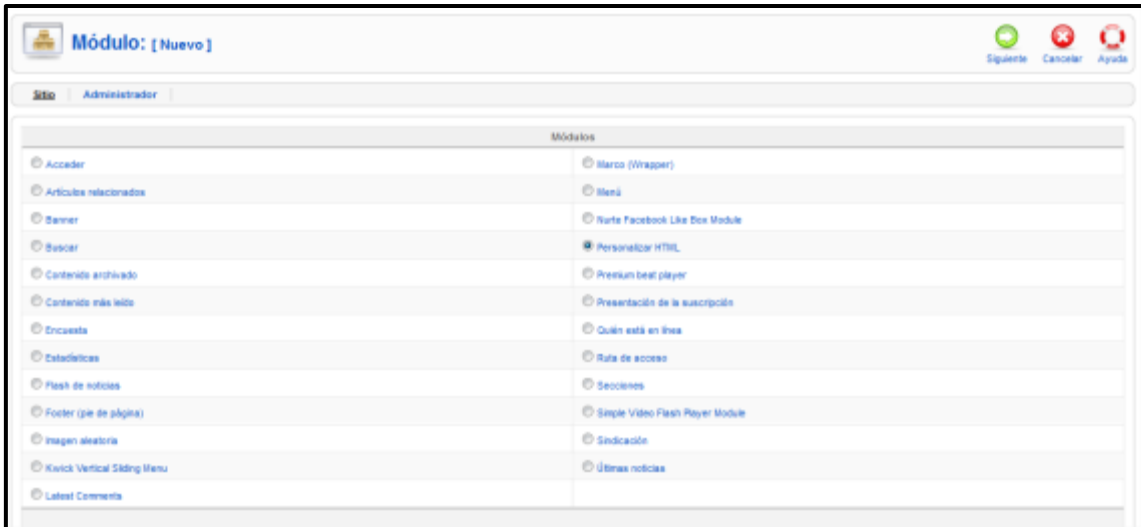 Módulo: [ Nuevo ]
Siguiente Cancelar Ayuda
Sitio Administrador
Módulos
Acceder
Marco (Wrapper)
Artículos relacionados
Menú
Banner
Nurte Facebook Like Box Module
Buscar
Personalizar HTML
Contenido archivado
Premium beat player
Contenido más leído
Presentación de la suscripción
Encuesta
Quién está en línea
Estadísticas
Ruta de acceso
Flash de noticias
Secciones
Footer (pie de página)
Simple Video Flash Player Module
Imagen aleatoria
Sindicación
Kwick Vertical Sliding Menu
Últimas noticias
Latest Comments